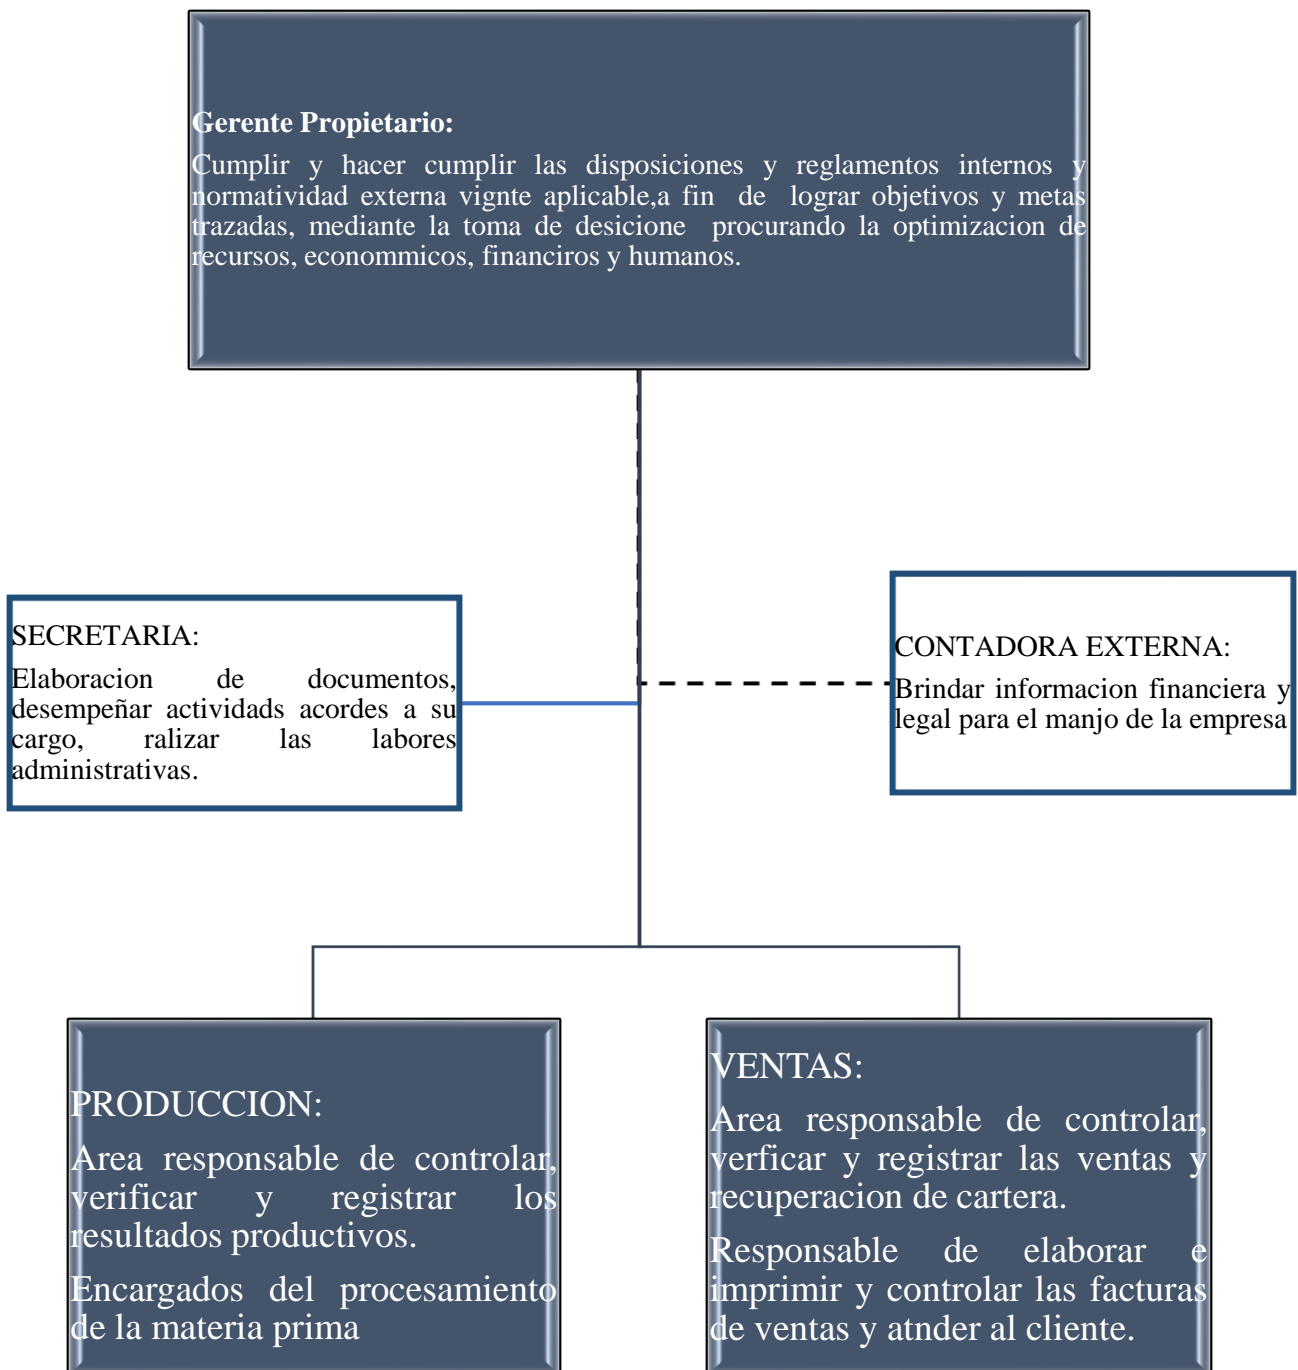 Gerente Propietario:
Cumplir y hacer cumplir las disposiciones y reglamentos internos y
normatividad externa vignte aplicable,a fin de lograr objetivos y metas
trazadas, mediante la toma de desicione procurando la optimizacion de
recursos, econommicos, financiros y humanos.
SECRETARIA:
Elaboracion de documentos,
desempeñar actividads acordes a su
cargo, ralizar las labores
administrativas.
CONTADORA EXTERNA:
Brindar informacion financiera y
legal para el manjo de la empresa
PRODUCCION:
Area responsable de controlar,
verificar y registrar los
resultados productivos.
Encargados del procesamiento
de la materia prima
VENTAS:
Area responsable de controlar,
verficar y registrar las ventas y
recuperacion de cartera.
Responsable de elaborar e
imprimir y controlar las facturas
de ventas y atnder al cliente.